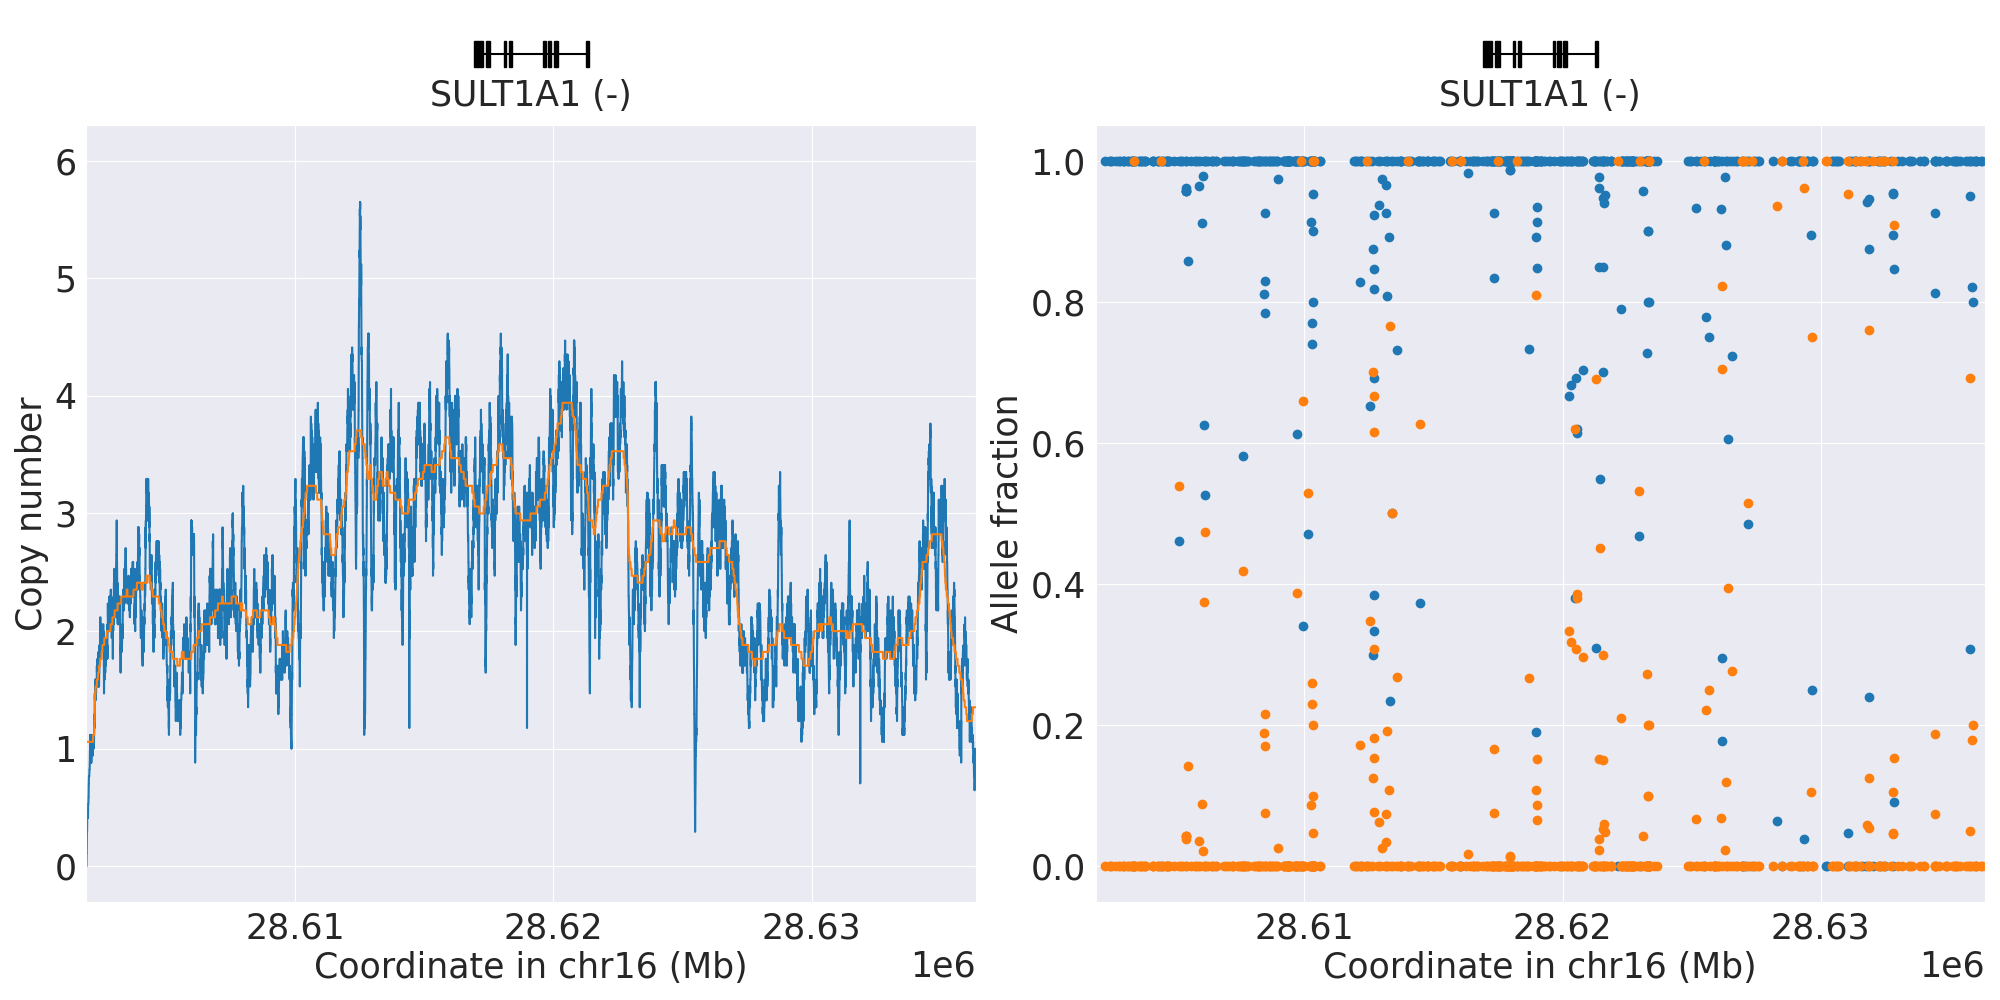 SULT1A1 (-)
6
5
4
3
2
1
0
Copy number
28.61
28.62
28.63
Coordinate in chr16 (Mb)
1e6
SULT1A1 (-)
1.0
0.8
0.6
0.4
0.2
0.0
Allele fraction
28.61
28.62
28.63
Coordinate in chr16 (Mb)
1e6